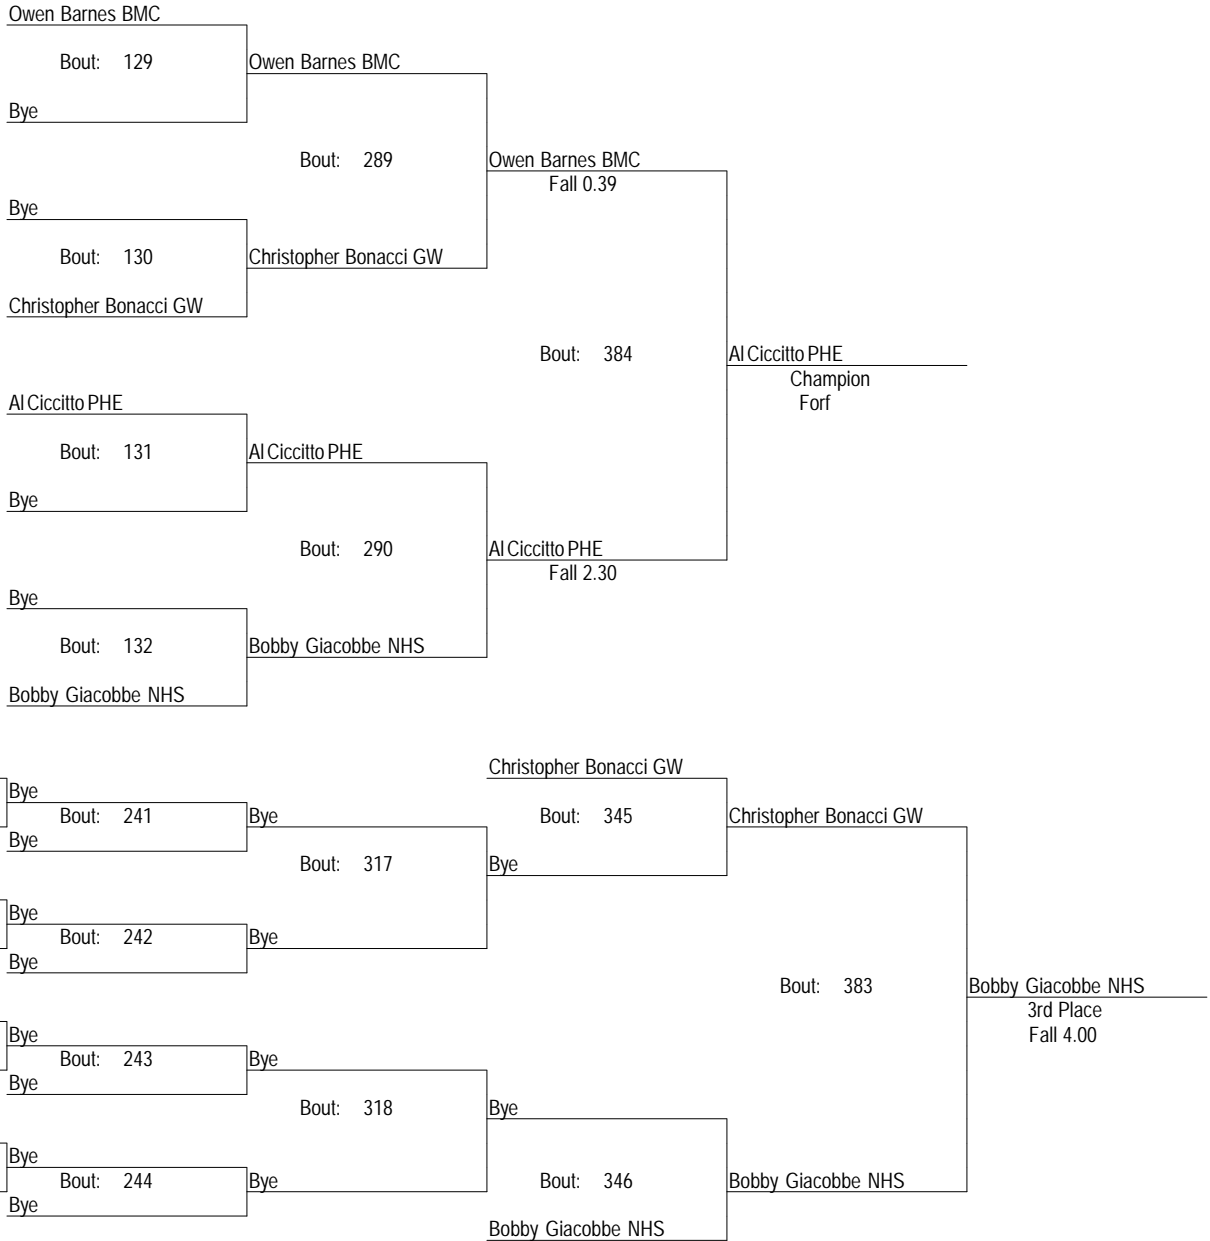 Owen Barnes BMC
Bout: 129 Owen Barnes BMC
Bye
Bout: 289 Owen Barnes BMC
Fall 0.39
Bye
Bout: 130 Christopher Bonacci GW
Christopher Bonacci GW
Bout: 384 Al Ciccitto PHE
Champion
Al Ciccitto PHE
Forf
Bout: 131 Al Ciccitto PHE
Bye
Bout: 290 Al Ciccitto PHE
Fall 2.30
Bye
Bout: 132 Bobby Giacobbe NHS
Bobby Giacobbe NHS
Christopher Bonacci GW
Bye
Bout: 241 Bye Bout: 345 Christopher Bonacci GW
Bye
Bout: 317 Bye
Bye
Bout: 242 Bye
Bye
Bout: 383 Bobby Giacobbe NHS
3rd Place
Bye Fall 4.00
Bout: 243 Bye
Bye
Bout: 318 Bye
Bye
Bout: 244 Bye Bout: 346 Bobby Giacobbe NHS
Bye
Bobby Giacobbe NHS